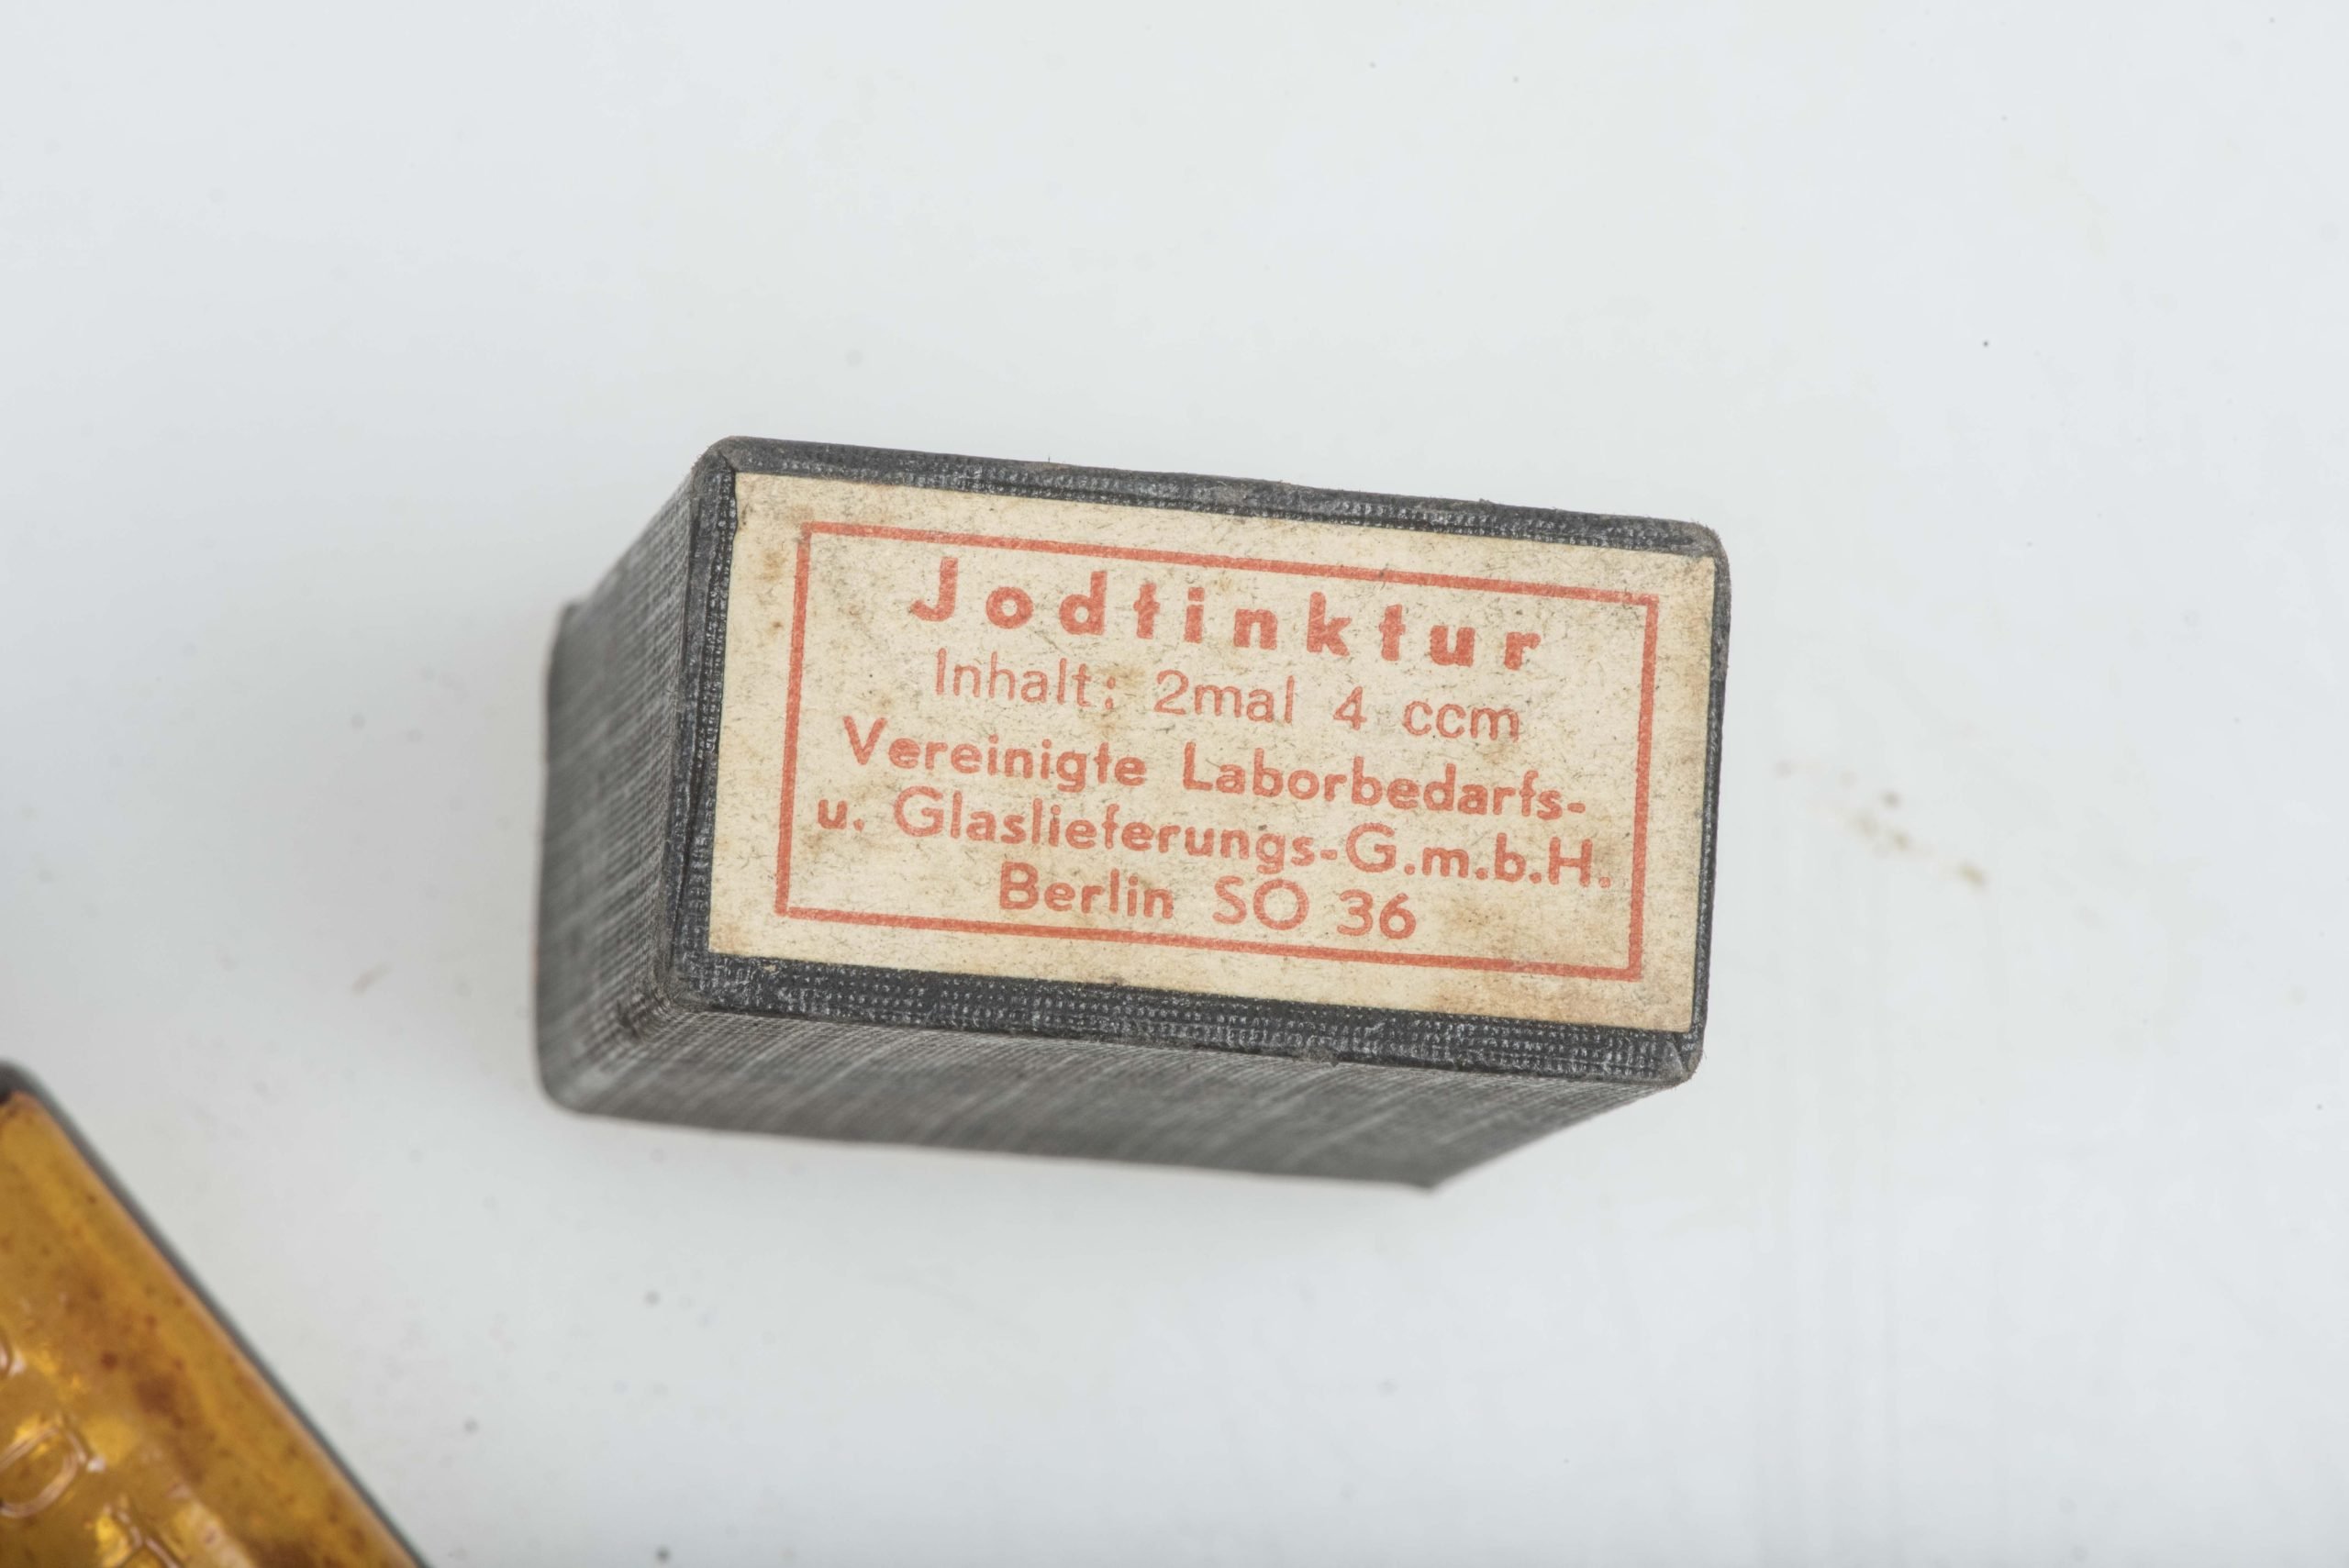 Jodtinktur
Inhalt: 2mal 4 ccm
Vereinigte Laborbedarfs-
u. Glaslieferungs-G.m.b.H.
Berlin SO 36